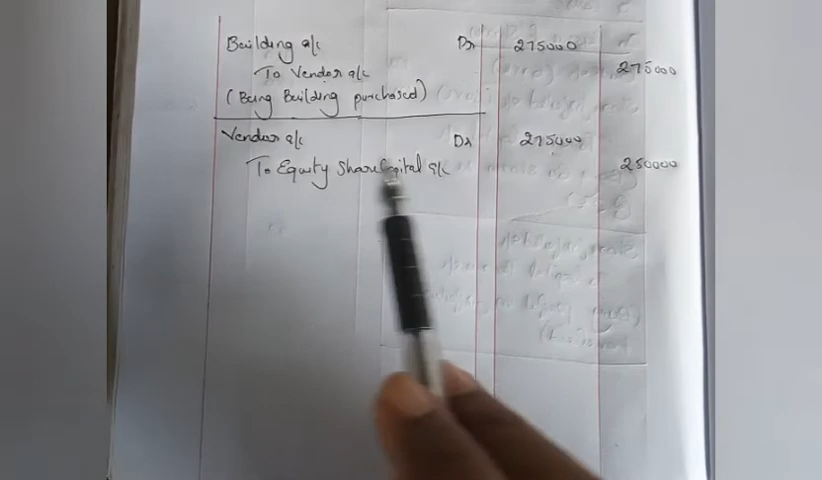 Building a/c Dr 275000
To Vendor a/c 275000
(Being Building purchased)
Vendor a/c Dr 275000
To Equity Share Capital a/c 250000